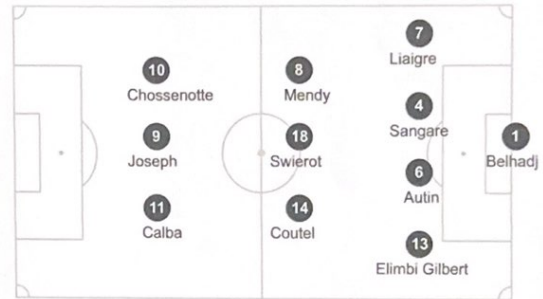 7
Liaigre
10
8
Chossenotte
Mendy
4
Sangare
9
18
1
Joseph
Swierot
Belhadj
6
Autin
11
14
Calba
Coutel
13
Elimbi Gilbert